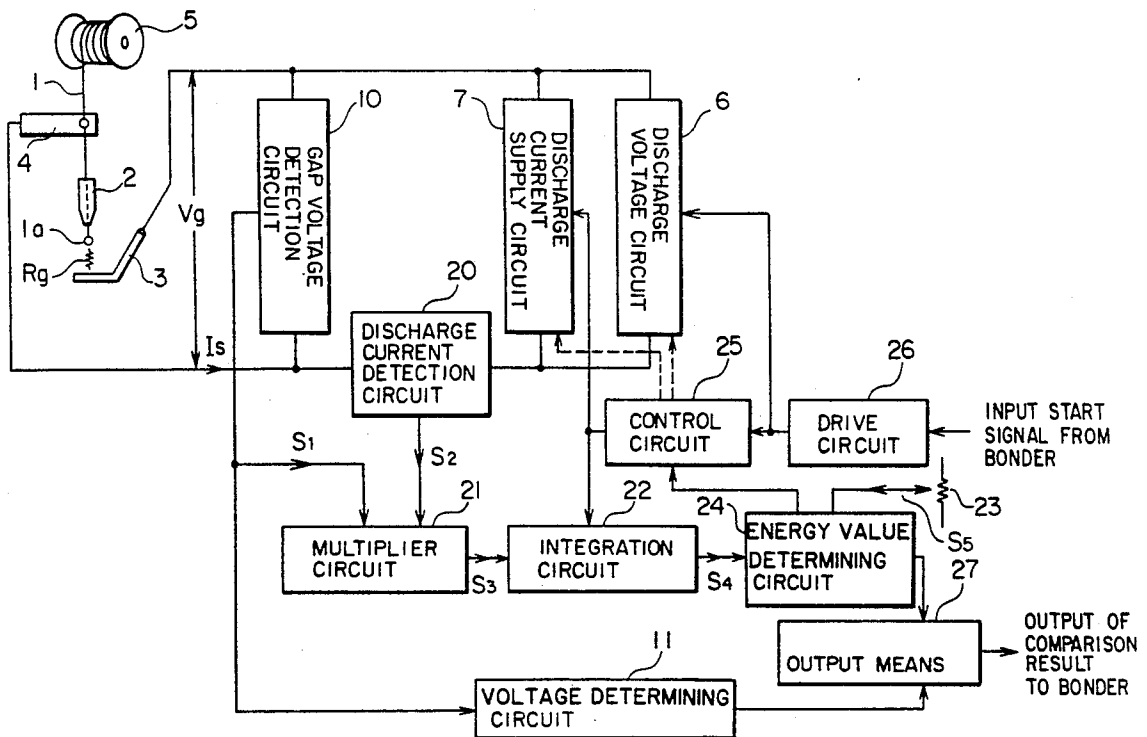 5
1
4
2
Vg
1a
Rg
3
Is
10
GAP VOLTAGE
DETECTION
CIRCUIT
7
DISCHARGE
CURRENT
SUPPLY CIRCUIT
6
DISCHARGE
VOLTAGE CIRCUIT
20
DISCHARGE
CURRENT
DETECTION
CIRCUIT
25
CONTROL
CIRCUIT
26
DRIVE
CIRCUIT
INPUT START
SIGNAL FROM
BONDER
S1
S2
21
MULTIPLIER
CIRCUIT
S3
22
INTEGRATION
CIRCUIT
S4
24
ENERGY VALUE
DETERMINING
CIRCUIT
S5
23
27
OUTPUT MEANS
OUTPUT OF
COMPARISON
RESULT
TO BONDER
11
VOLTAGE DETERMINING
CIRCUIT